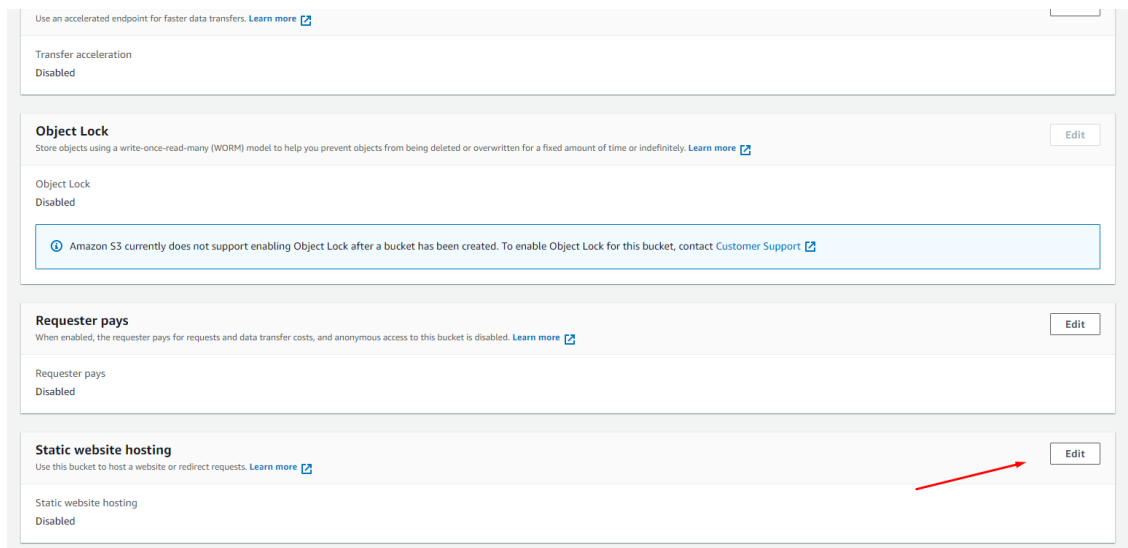 Use an accelerated endpoint for faster data transfers. Learn more
Transfer acceleration
Disabled
Object Lock
Edit
Store objects using a write-once-read-many (WORM) model to help you prevent objects from being deleted or overwritten for a fixed amount of time or indefinitely. Learn more
Object Lock
Disabled
Amazon S3 currently does not support enabling Object Lock after a bucket has been created. To enable Object Lock for this bucket, contact Customer Support
Requester pays
Edit
When enabled, the requester pays for requests and data transfer costs, and anonymous access to this bucket is disabled. Learn more
Requester pays
Disabled
Static website hosting
Edit
Use this bucket to host a website or redirect requests. Learn more
Static website hosting
Disabled